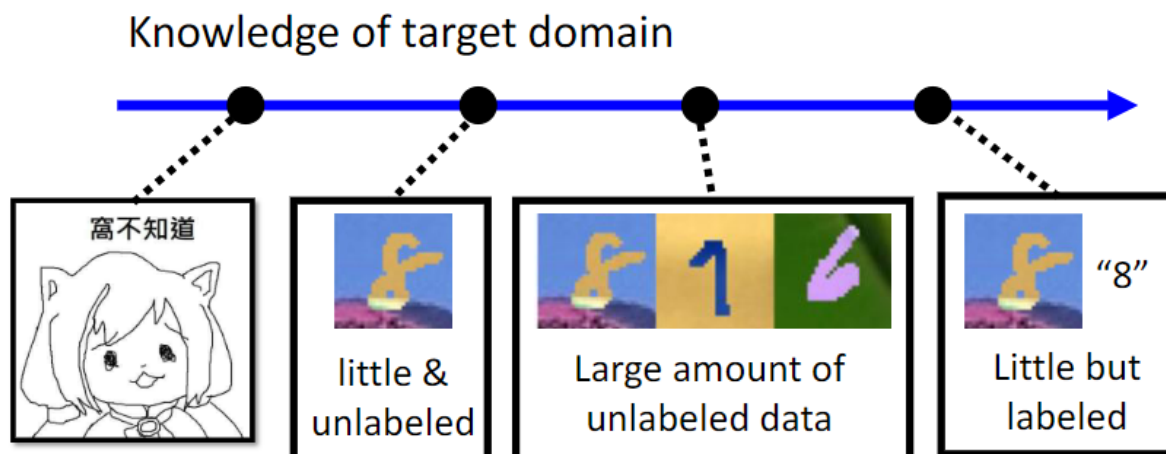 Knowledge of target domain
窩不知道
little &
unlabeled
Large amount of
unlabeled data
“8”
Little but
labeled